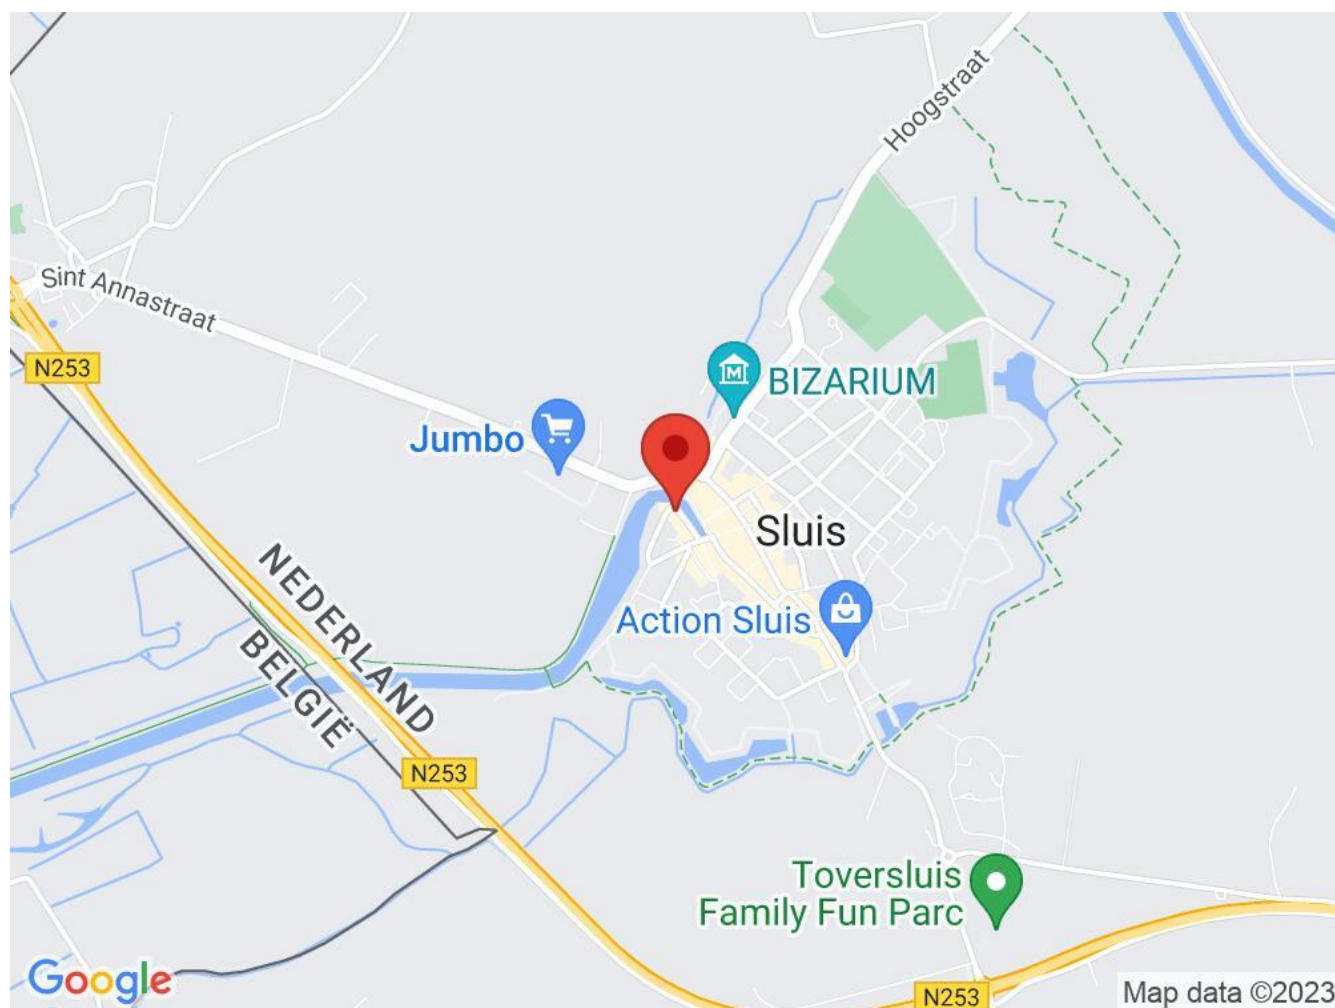 Hoogstraat
Sint Annastraat
N253
BIZARIUM
Jumbo
Sluis
NEDERLAND
BELGIË
Action Sluis
N253
Toversluis
Family Fun Parc
Google
N253
Map data ©2023